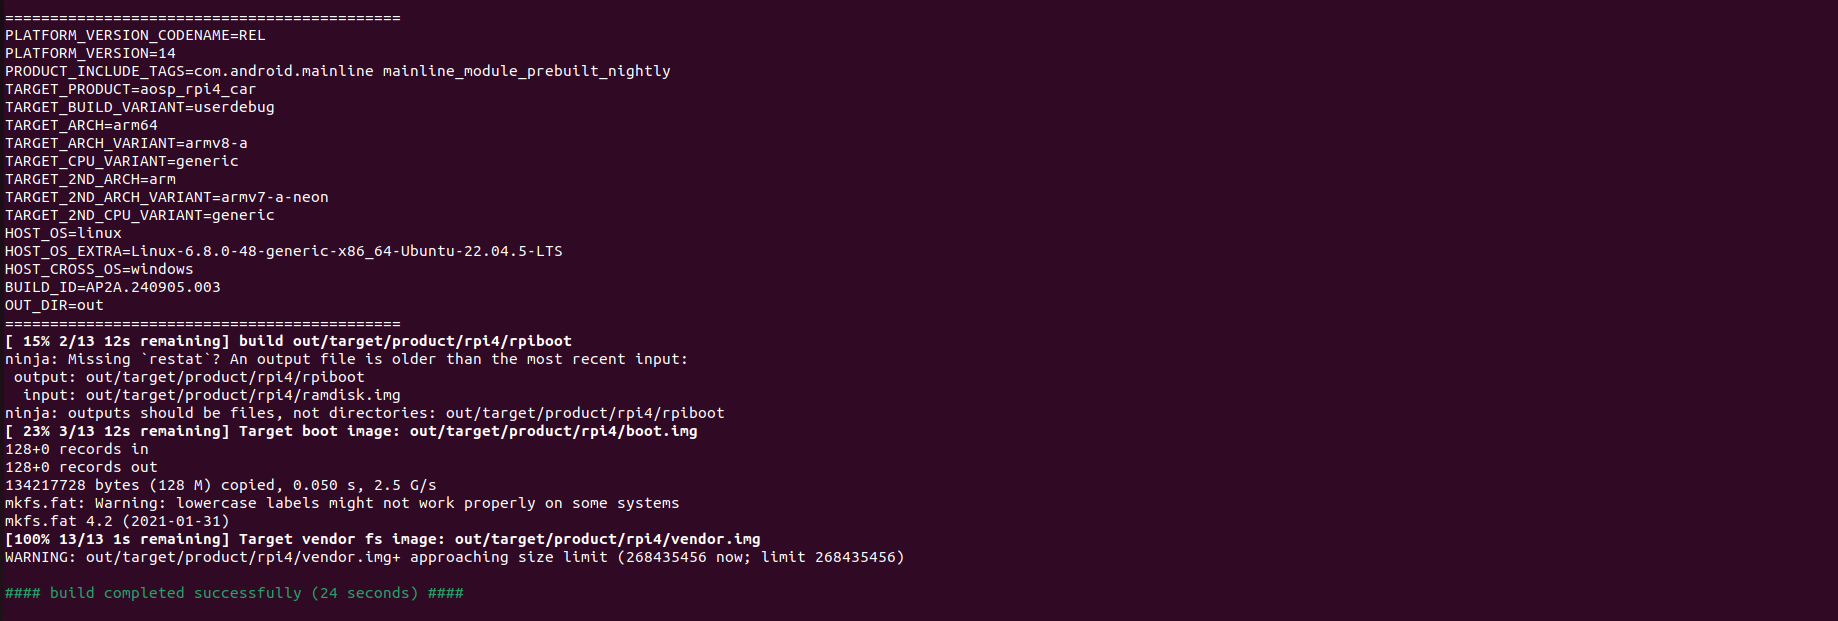 ============================================
PLATFORM_VERSION_CODENAME=REL
PLATFORM_VERSION=14
PRODUCT_INCLUDE_TAGS=com.android.mainline mainline_module_prebuilt_nightly
TARGET_PRODUCT=aosp_rpi4_car
TARGET_BUILD_VARIANT=userdebug
TARGET_ARCH=arm64
TARGET_ARCH_VARIANT=armv8-a
TARGET_CPU_VARIANT=generic
TARGET_2ND_ARCH=arm
TARGET_2ND_ARCH_VARIANT=armv7-a-neon
TARGET_2ND_CPU_VARIANT=generic
HOST_OS=linux
HOST_OS_EXTRA=Linux-6.8.0-48-generic-x86_64-Ubuntu-22.04.5-LTS
HOST_CROSS_OS=windows
BUILD_ID=AP2A.240905.003
OUT_DIR=out
============================================
[ 15% 2/13 12s remaining] build out/target/product/rpi4/rpiboot
ninja: Missing `restat`? An output file is older than the most recent input:
 output: out/target/product/rpi4/rpiboot
  input: out/target/product/rpi4/ramdisk.img
ninja: outputs should be files, not directories: out/target/product/rpi4/rpiboot
[ 23% 3/13 12s remaining] Target boot image: out/target/product/rpi4/boot.img
128+0 records in
128+0 records out
134217728 bytes (128 M) copied, 0.050 s, 2.5 G/s
mkfs.fat: Warning: lowercase labels might not work properly on some systems
mkfs.fat 4.2 (2021-01-31)
[100% 13/13 1s remaining] Target vendor fs image: out/target/product/rpi4/vendor.img
WARNING: out/target/product/rpi4/vendor.img+ approaching size limit (268435456 now; limit 268435456)
#### build completed successfully (24 seconds) ####